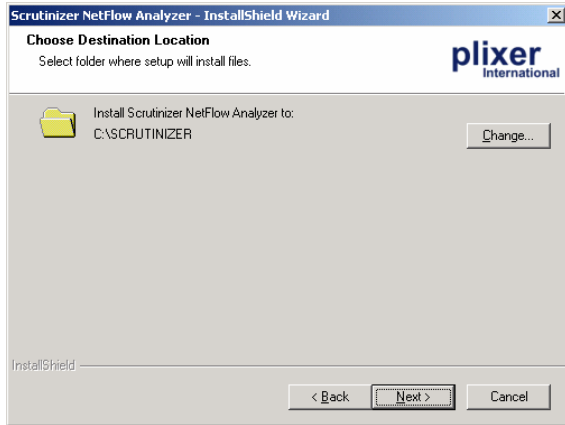 Scrutinizer NetFlow Analyzer - InstallShield Wizard
Choose Destination Location
Select folder where setup will install files.
plixer
International
Install Scrutinizer NetFlow Analyzer to:
C:\SCRUTINIZER
Change...
InstallShield
< Back
Next >
Cancel